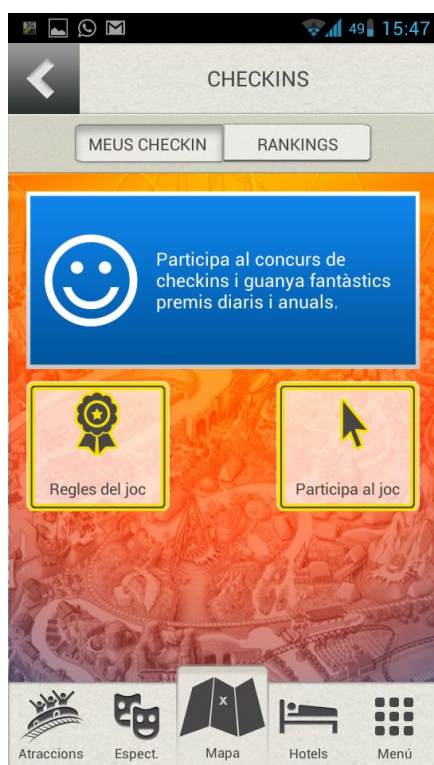 3G 49 15:47
CHECKINS
MEUS CHECKIN RANKINGS
Participa al concurs de
checkins i guanya fantàstics
premis diaris i anuals.
Regles del joc Participa al joc
x
Atraccions Espect. Mapa Hotels Menú